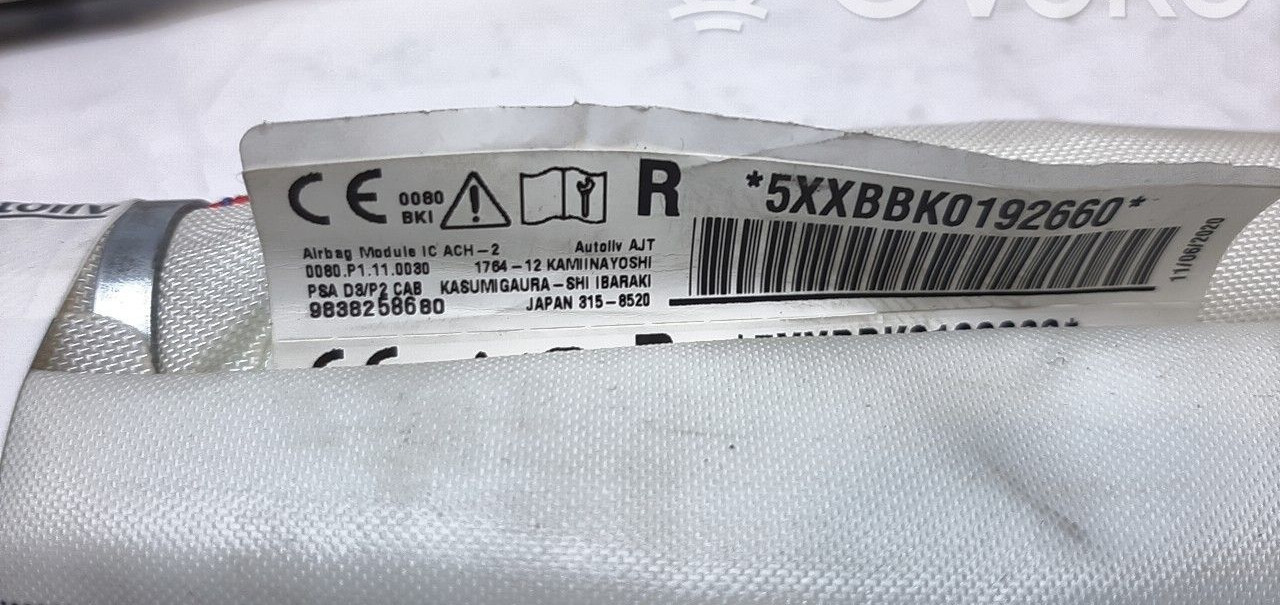 CE 0080 BKI R *5XXBBK0192660*
Airbag Module IC ACH-2 Autoliv AJT
0080.P1.11.0030 1764-12 KAMIINAYOSHI
PSA D3/P2 CAB KASUMIGAURA-SHI IBARAKI
9838258680 JAPAN 315-8520
11/06/2020